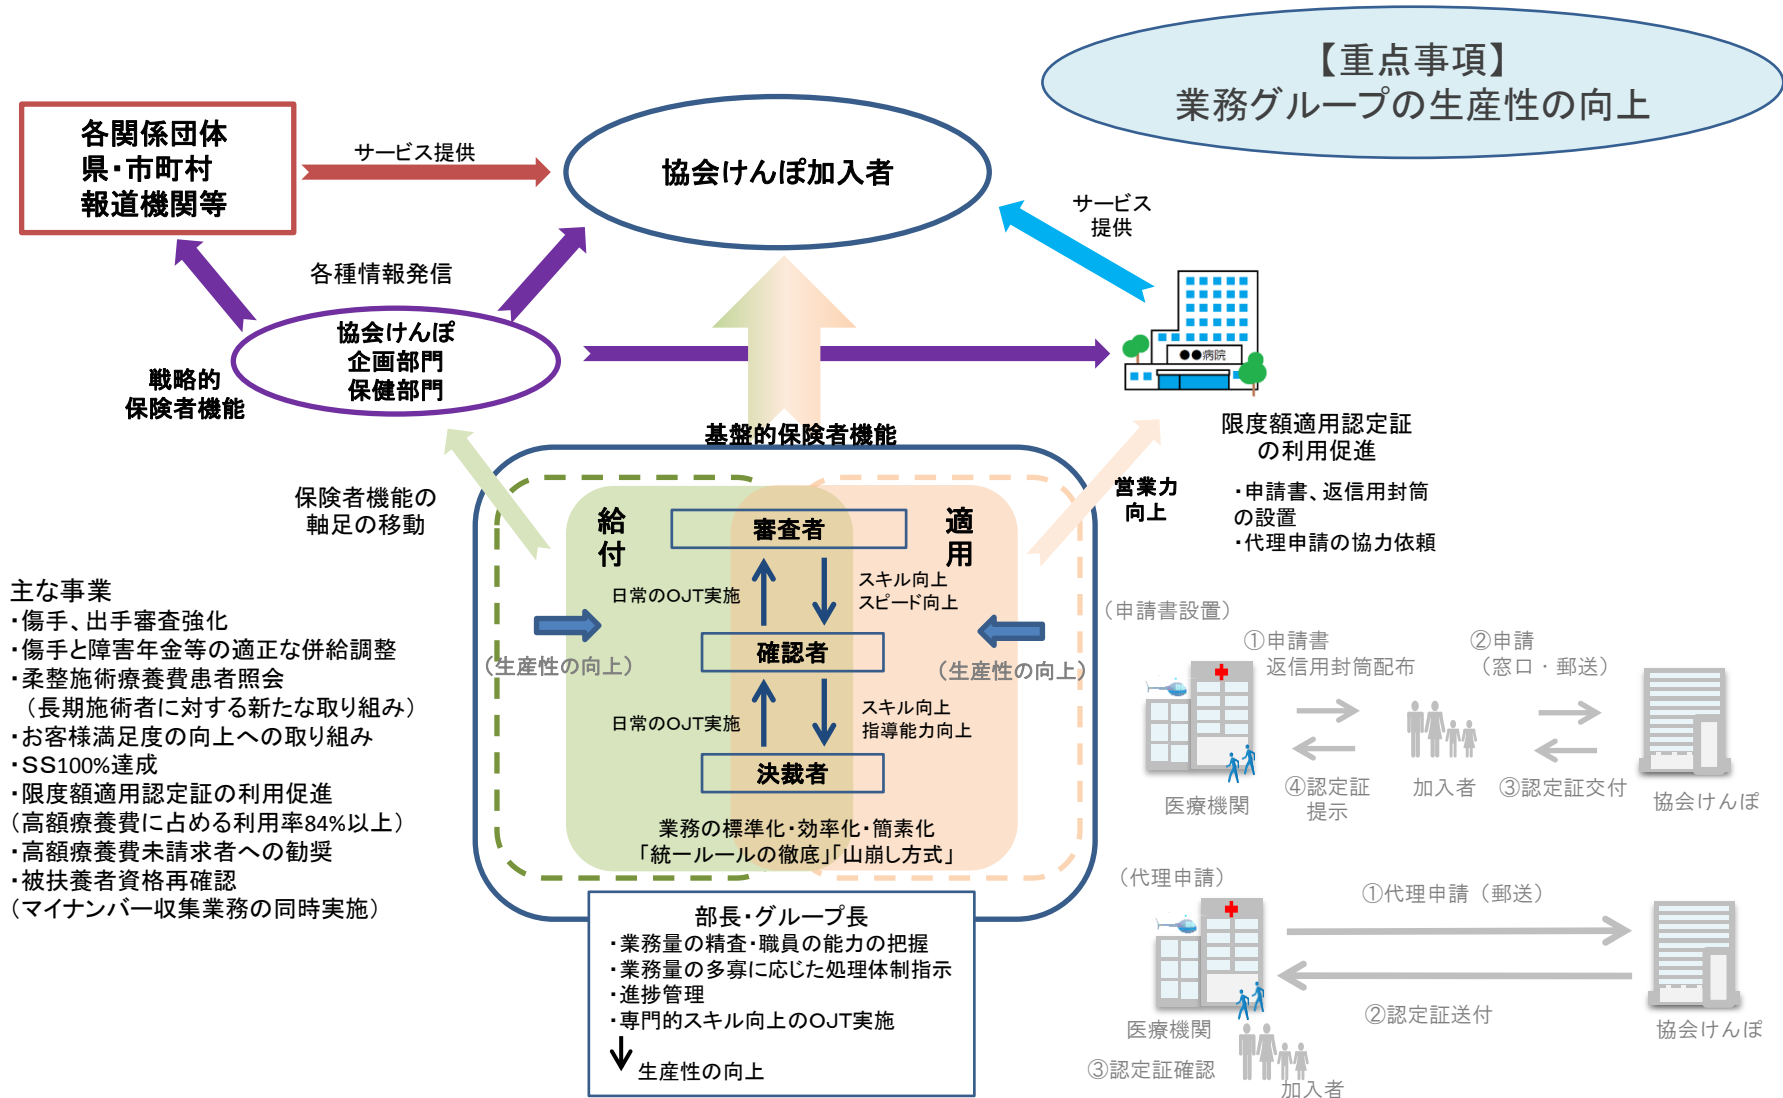 【重点事項】
業務グループの生産性の向上
各関係団体
県・市町村
報道機関等
サービス提供
協会けんぽ加入者
サービス
提供
各種情報発信
協会けんぽ
企画部門
保健部門
戦略的
保険者機能
●●病院
基盤的保険者機能
限度額適用認定証
の利用促進
・申請書、返信用封筒
の設置
・代理申請の協力依頼
営業力
向上
保険者機能の
軸足の移動
給
付
適
用
審査者
日常のOJT実施
スキル向上
スピード向上
確認者
（生産性の向上）
（生産性の向上）
日常のOJT実施
スキル向上
指導能力向上
決裁者
業務の標準化・効率化・簡素化
「統一ルールの徹底」「山崩し方式」
主な事業
・傷手、出手審査強化
・傷手と障害年金等の適正な併給調整
・柔整施術療養費患者照会
（長期施術者に対する新たな取り組み）
・お客様満足度の向上への取り組み
・SS100%達成
・限度額適用認定証の利用促進
（高額療養費に占める利用率84%以上）
・高額療養費未請求者への勧奨
・被扶養者資格再確認
（マイナンバー収集業務の同時実施）
部長・グループ長
・業務量の精査・職員の能力の把握
・業務量の多寡に応じた処理体制指示
・進捗管理
・専門的スキル向上のOJT実施
生産性の向上
（申請書設置）
①申請書
返信用封筒配布
②申請
（窓口・郵送）
④認定証
提示
③認定証交付
医療機関
加入者
協会けんぽ
（代理申請）
①代理申請（郵送）
②認定証送付
医療機関
協会けんぽ
③認定証確認
加入者